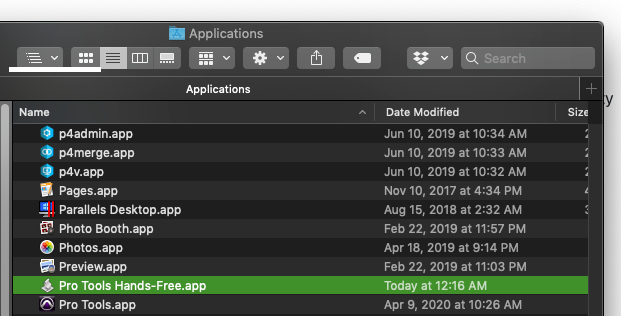 Applications
Search
Applications
Name Date Modified Size
p4admin.app Jun 10, 2019 at 10:34 AM
p4merge.app Jun 10, 2019 at 10:33 AM
p4v.app Jun 10, 2019 at 10:32 AM
Pages.app Nov 10, 2017 at 4:34 PM
Parallels Desktop.app Aug 15, 2018 at 2:32 AM
Photo Booth.app Feb 22, 2019 at 11:57 PM
Photos.app Apr 18, 2019 at 9:14 PM
Preview.app Feb 22, 2019 at 11:03 PM
Pro Tools Hands-Free.app Today at 12:16 AM
Pro Tools.app Apr 9, 2020 at 10:26 AM